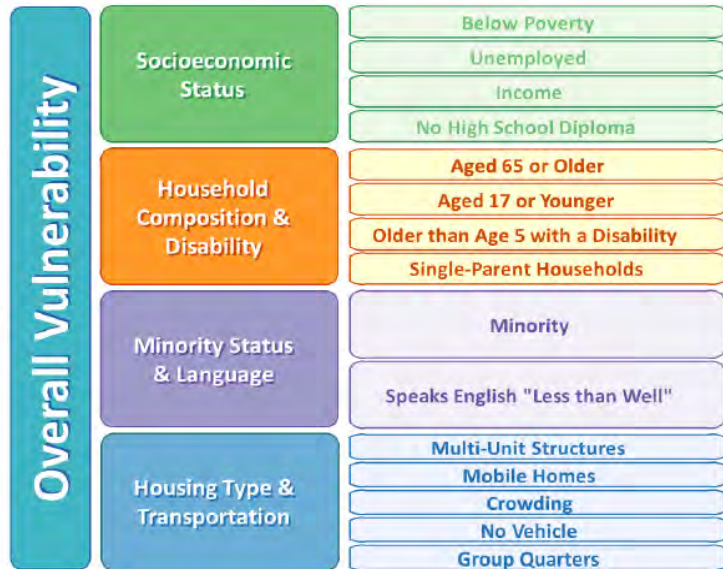 Overall Vulnerability
Socioeconomic
Status
Below Poverty
Unemployed
Income
No High School Diploma
Household
Composition &
Disability
Aged 65 or Older
Aged 17 or Younger
Older than Age 5 with a Disability
Single-Parent Households
Minority Status
& Language
Minority
Speaks English "Less than Well"
Housing Type &
Transportation
Multi-Unit Structures
Mobile Homes
Crowding
No Vehicle
Group Quarters